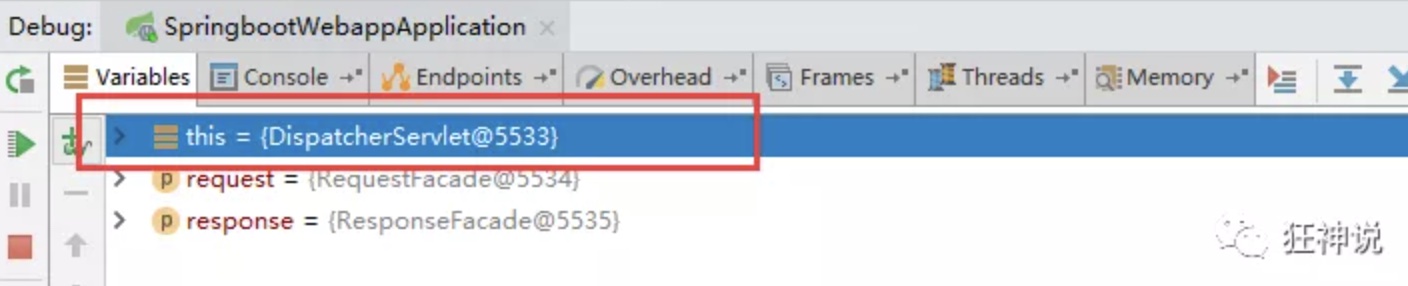 Debug: SpringbootWebappApplication
Variables Console Endpoints Overhead Frames Threads Memory
this = {DispatcherServlet@5533}
request = {RequestFacade@5534}
response = {ResponseFacade@5535}
狂神说